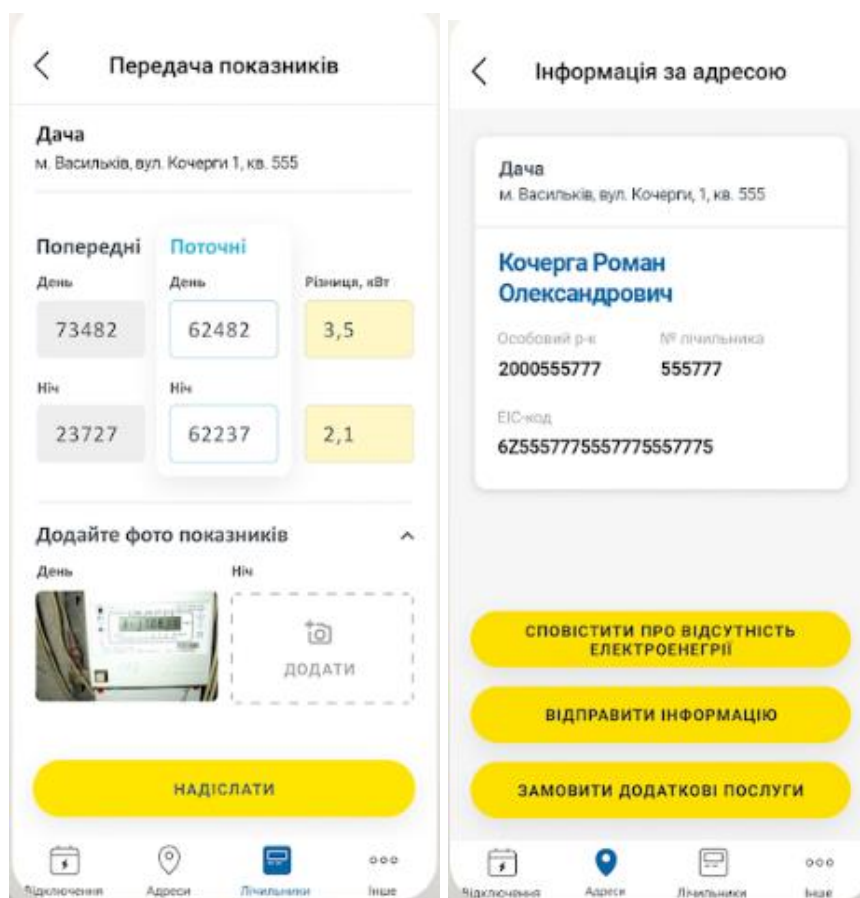 Передача показників
Дача
м. Васильків, вул. Кочерги 1, кв. 555
Попередні
Поточні
День
День
Різниця, кВт
73482
62482
3,5
Ніч
Ніч
23727
62237
2,1
Додайте фото показників
День
Ніч
ДОДАТИ
НАДІСЛАТИ
Відключення
Адреси
Лічильники
Інше
Інформація за адресою
Дача
м. Васильків, вул. Кочерги, 1, кв. 555
Кочерга Роман
Олександрович
Особовий р-к
№ лічильника
2000555777
555777
EIC-код
6Z5557775557775557775
СПОВІСТИТИ ПРО ВІДСУТНІСТЬ
ЕЛЕКТРОЕНЕГРІЇ
ВІДПРАВИТИ ІНФОРМАЦІЮ
ЗАМОВИТИ ДОДАТКОВІ ПОСЛУГИ
Відключення
Адреси
Лічильники
Інше